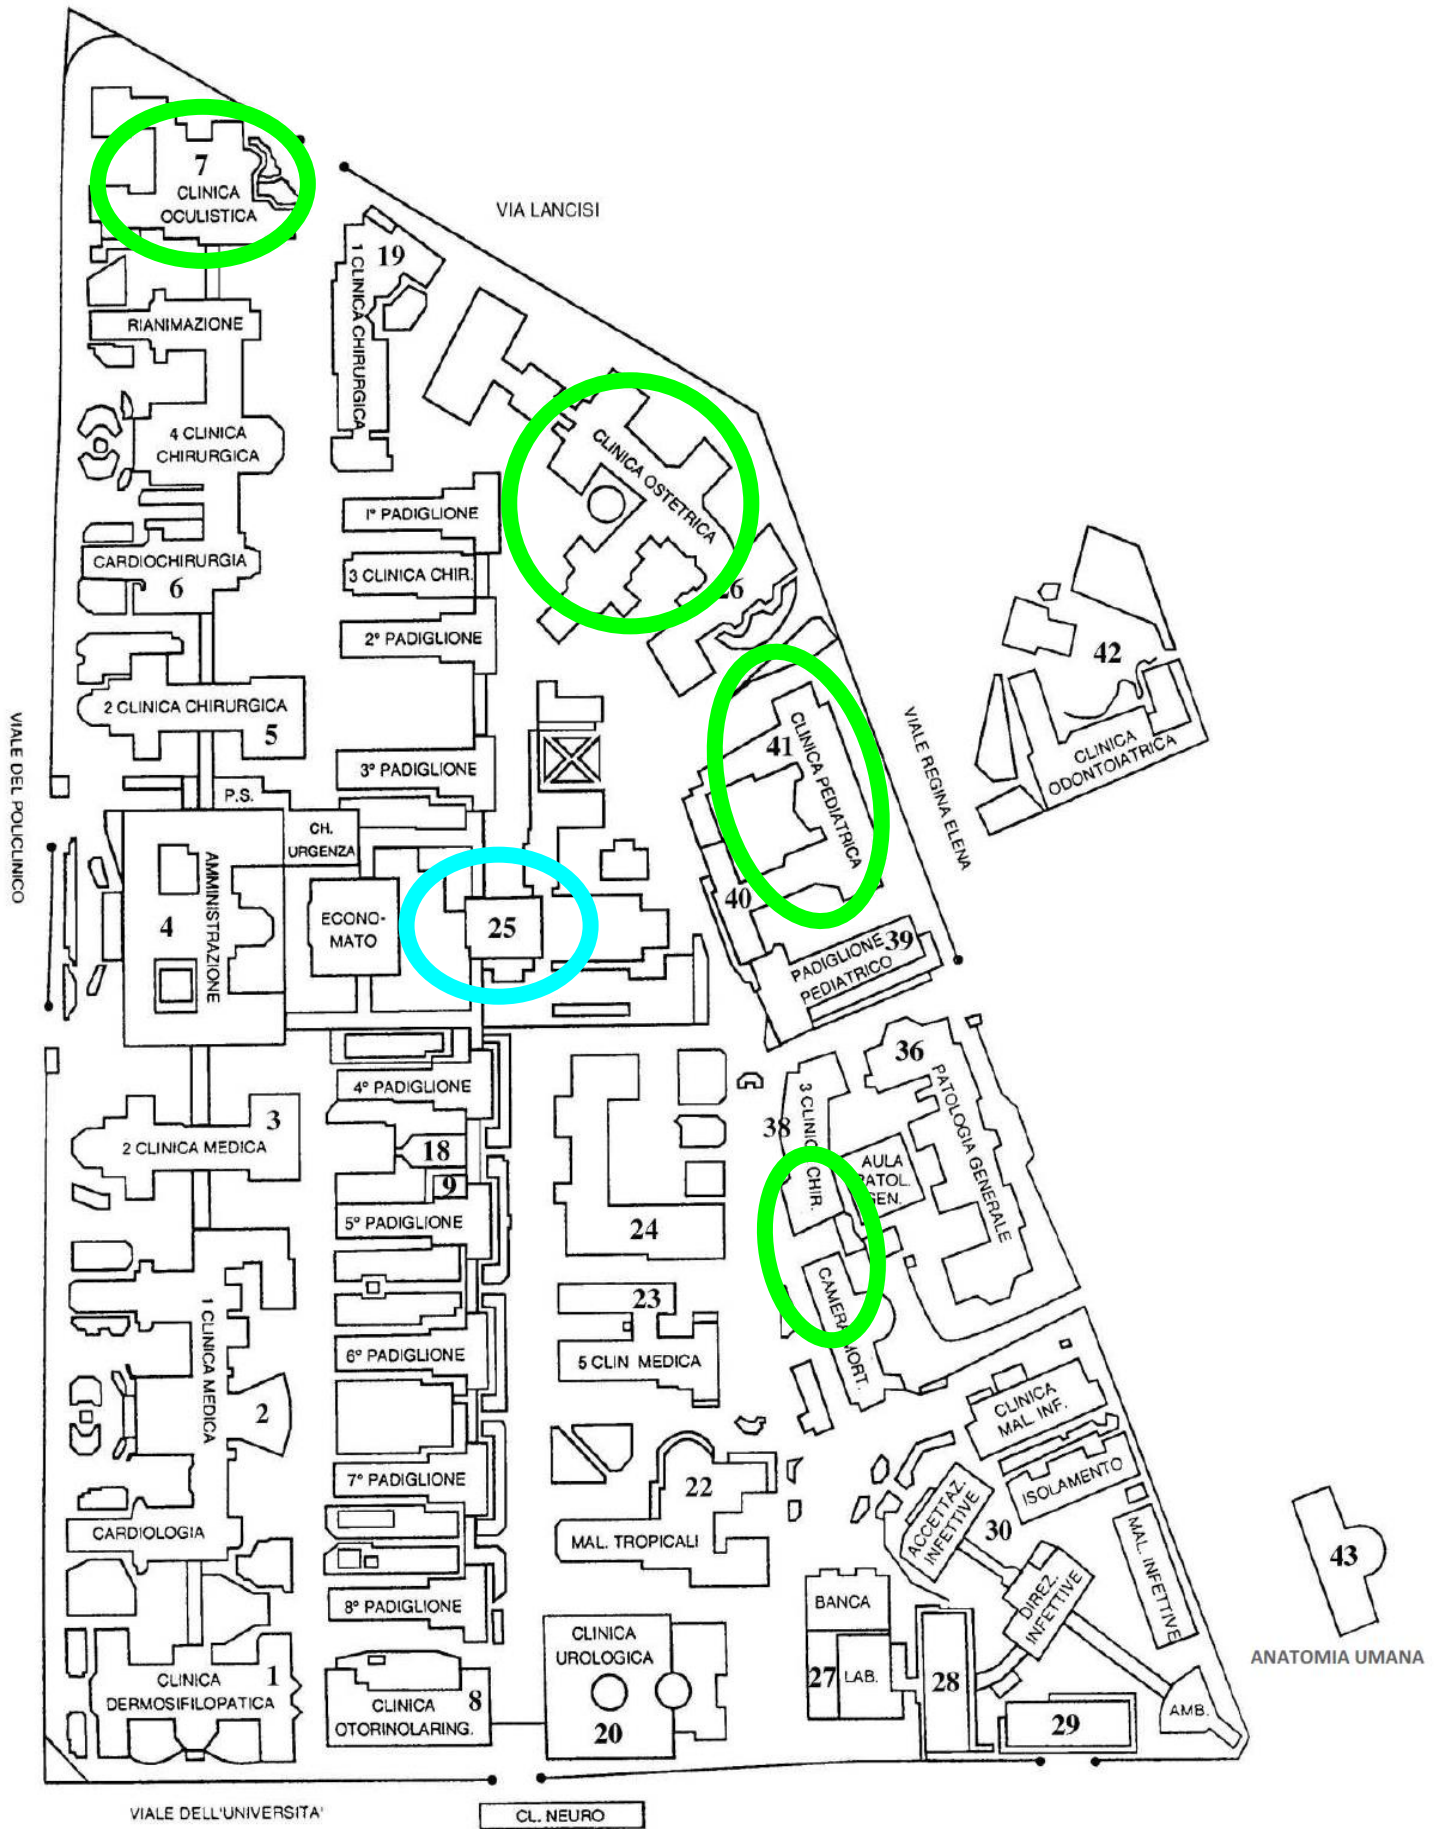 7
CLINICA
OCULISTICA
VIA LANCISI
19
1 CLINICA CHIRURGICA
RIANIMAZIONE
4 CLINICA
CHIRURGICA
CLINICA OSTETRICA
1° PADIGLIONE
CARDIOCHIRURGIA
6
3 CLINICA CHIR.
26
2° PADIGLIONE
42
CLINICA
ODONTOIATRICA
2 CLINICA CHIRURGICA
5
VIALE DEL POLICLINICO
41
CLINICA PEDIATRICA
VIALE REGINA ELENA
3° PADIGLIONE
P.S.
CH.
URGENZA
AMMINISTRAZIONE
4
ECONO-
MATO
25
40
39
PADIGLIONE
PEDIATRICO
36
PATOLOGIA GENERALE
4° PADIGLIONE
3
2 CLINICA MEDICA
18
9
38
3 CLINIC CHIR.
AULA
PATOL.
GEN.
5° PADIGLIONE
24
23
CAMERA MORT.
1 CLINICA MEDICA
6° PADIGLIONE
5 CLIN MEDICA
2
CLINICA
MAL. INF.
7° PADIGLIONE
22
ISOLAMENTO
ACCETTAZ.
INFETTIVE
30
CARDIOLOGIA
MAL. TROPICALI
MAL. INFETTIVE
43
DIREZ.
INFETTIVE
8° PADIGLIONE
BANCA
CLINICA
UROLOGICA
20
ANATOMIA UMANA
CLINICA
DERMOSIFILOPATICA
1
CLINICA
OTORINOLARING.
8
27
LAB.
28
29
AMB.
VIALE DELL'UNIVERSITA'
CL. NEURO